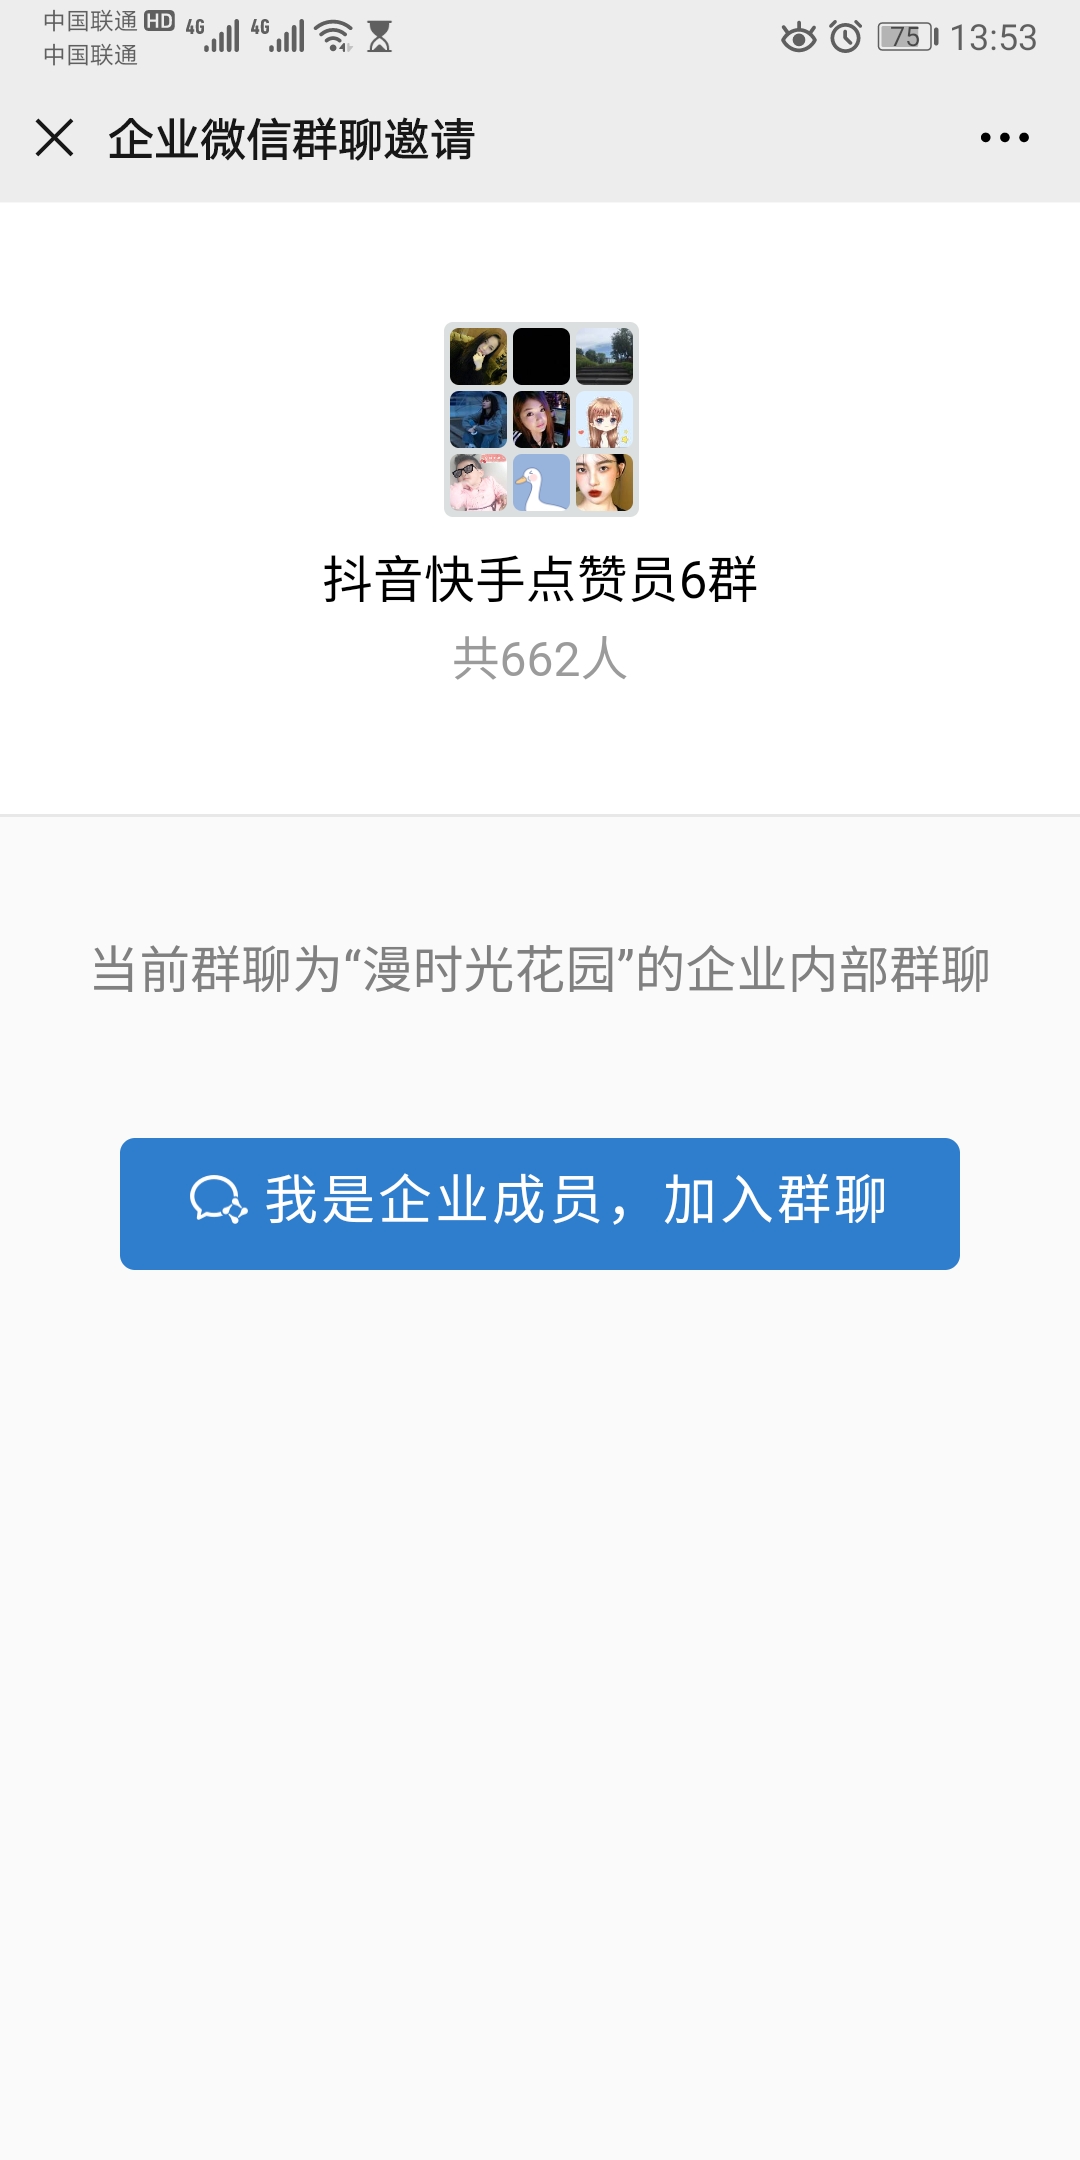 中国联通 HD 4G 4G
中国联通
75 13:53
企业微信群聊邀请
抖音快手点赞员6群
共662人
当前群聊为“漫时光花园”的企业内部群聊
我是企业成员，加入群聊